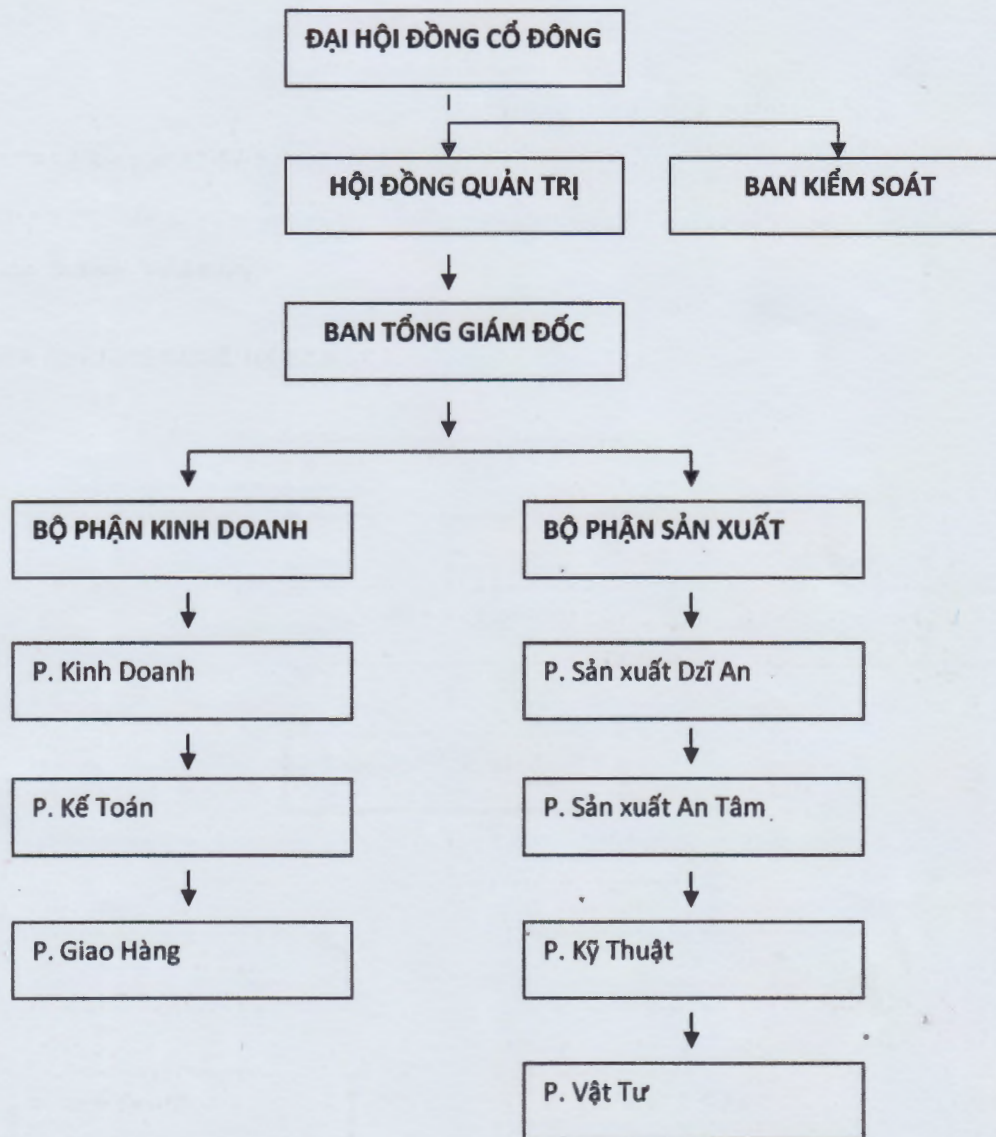 ĐẠI HỘI ĐỒNG CỔ ĐÔNG
HỘI ĐỒNG QUẢN TRỊ
BAN KIỂM SOÁT
BAN TỔNG GIÁM ĐỐC
BỘ PHẬN KINH DOANH
BỘ PHẬN SẢN XUẤT
P. Kinh Doanh
P. Sản xuất Dzĩ An
P. Kế Toán
P. Sản xuất An Tâm
P. Giao Hàng
P. Kỹ Thuật
P. Vật Tư